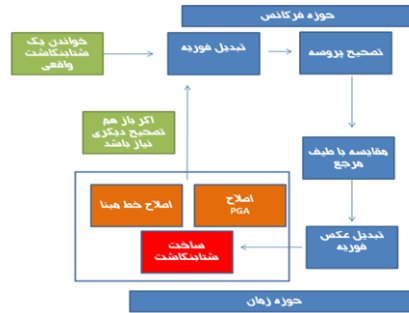 حوزه فرکانس
خواندن یک
شتابنگاشت
واقعی
تبدیل فوریه
تصحیح پروسه
اگر باز هم
تصحیح دیگری
نیاز باشد
مقایسه با طیف
مرجع
اصلاح خط مبنا
اصلاح
PGA
ساخت
شتابنگاشت
تبدیل عکس
فوریه
حوزه زمان